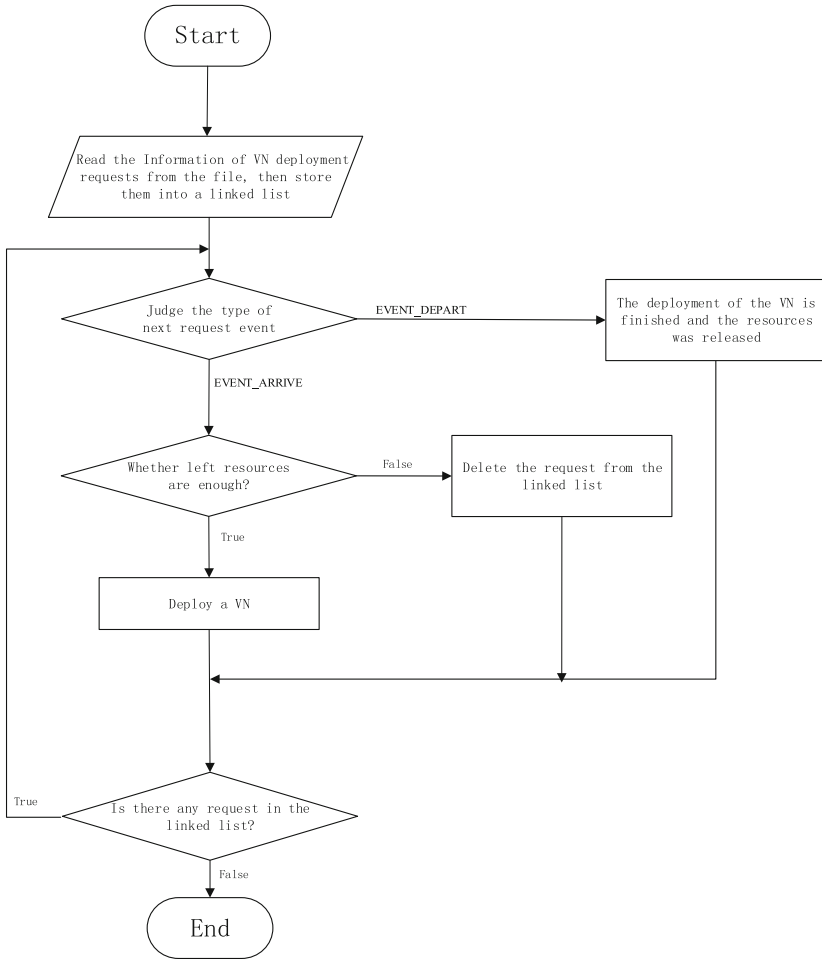 Start
Read the Information of VN deployment
requests from the file, then store
them into a linked list
Judge the type of
next request event
EVENT_DEPART
The deployment of the VN is
finished and the resources
was released
EVENT_ARRIVE
Whether left resources
are enough?
False
Delete the request from the
linked list
True
Deploy a VN
Is there any request in the
linked list?
True
False
End